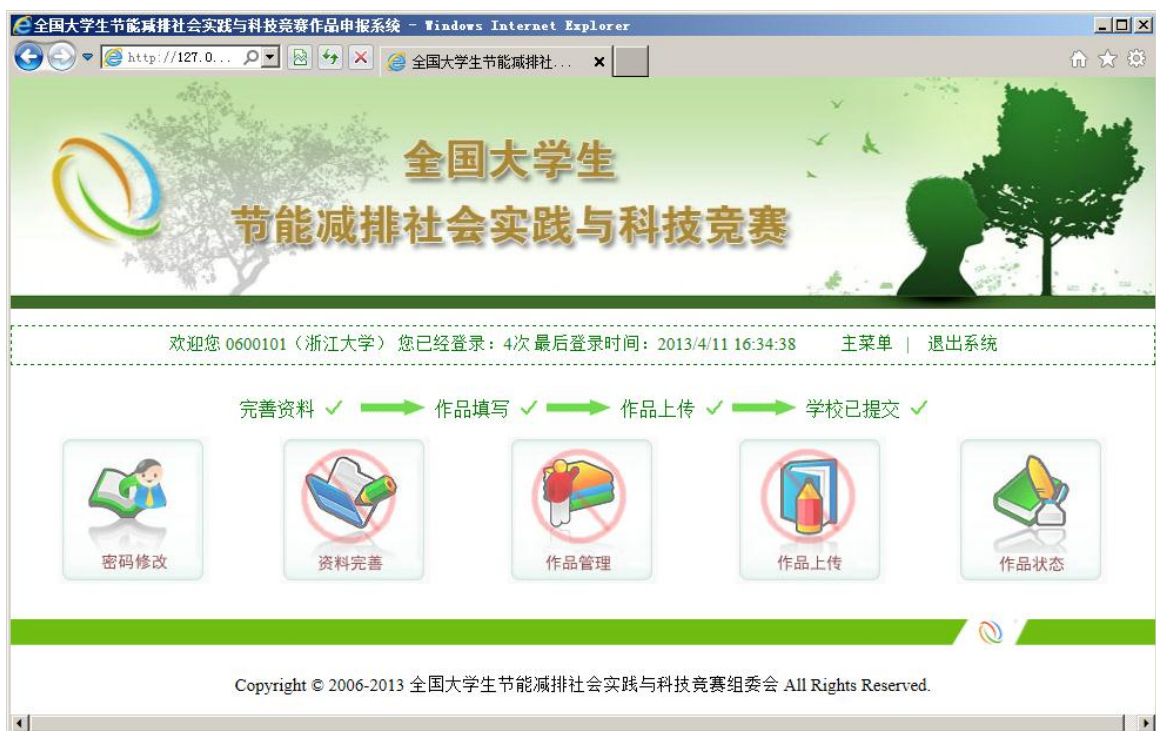 全国大学生节能减排社会实践与科技竞赛作品申报系统 - Windows Internet Explorer
http://127.0...
全国大学生节能减排社...
全国大学生
节能减排社会实践与科技竞赛
欢迎您 0600101（浙江大学） 您已经登录：4次 最后登录时间：2013/4/11 16:34:38 主菜单 | 退出系统
完善资料 作品填写 作品上传 学校已提交
密码修改 资料完善 作品管理 作品上传 作品状态
Copyright © 2006-2013 全国大学生节能减排社会实践与科技竞赛组委会 All Rights Reserved.